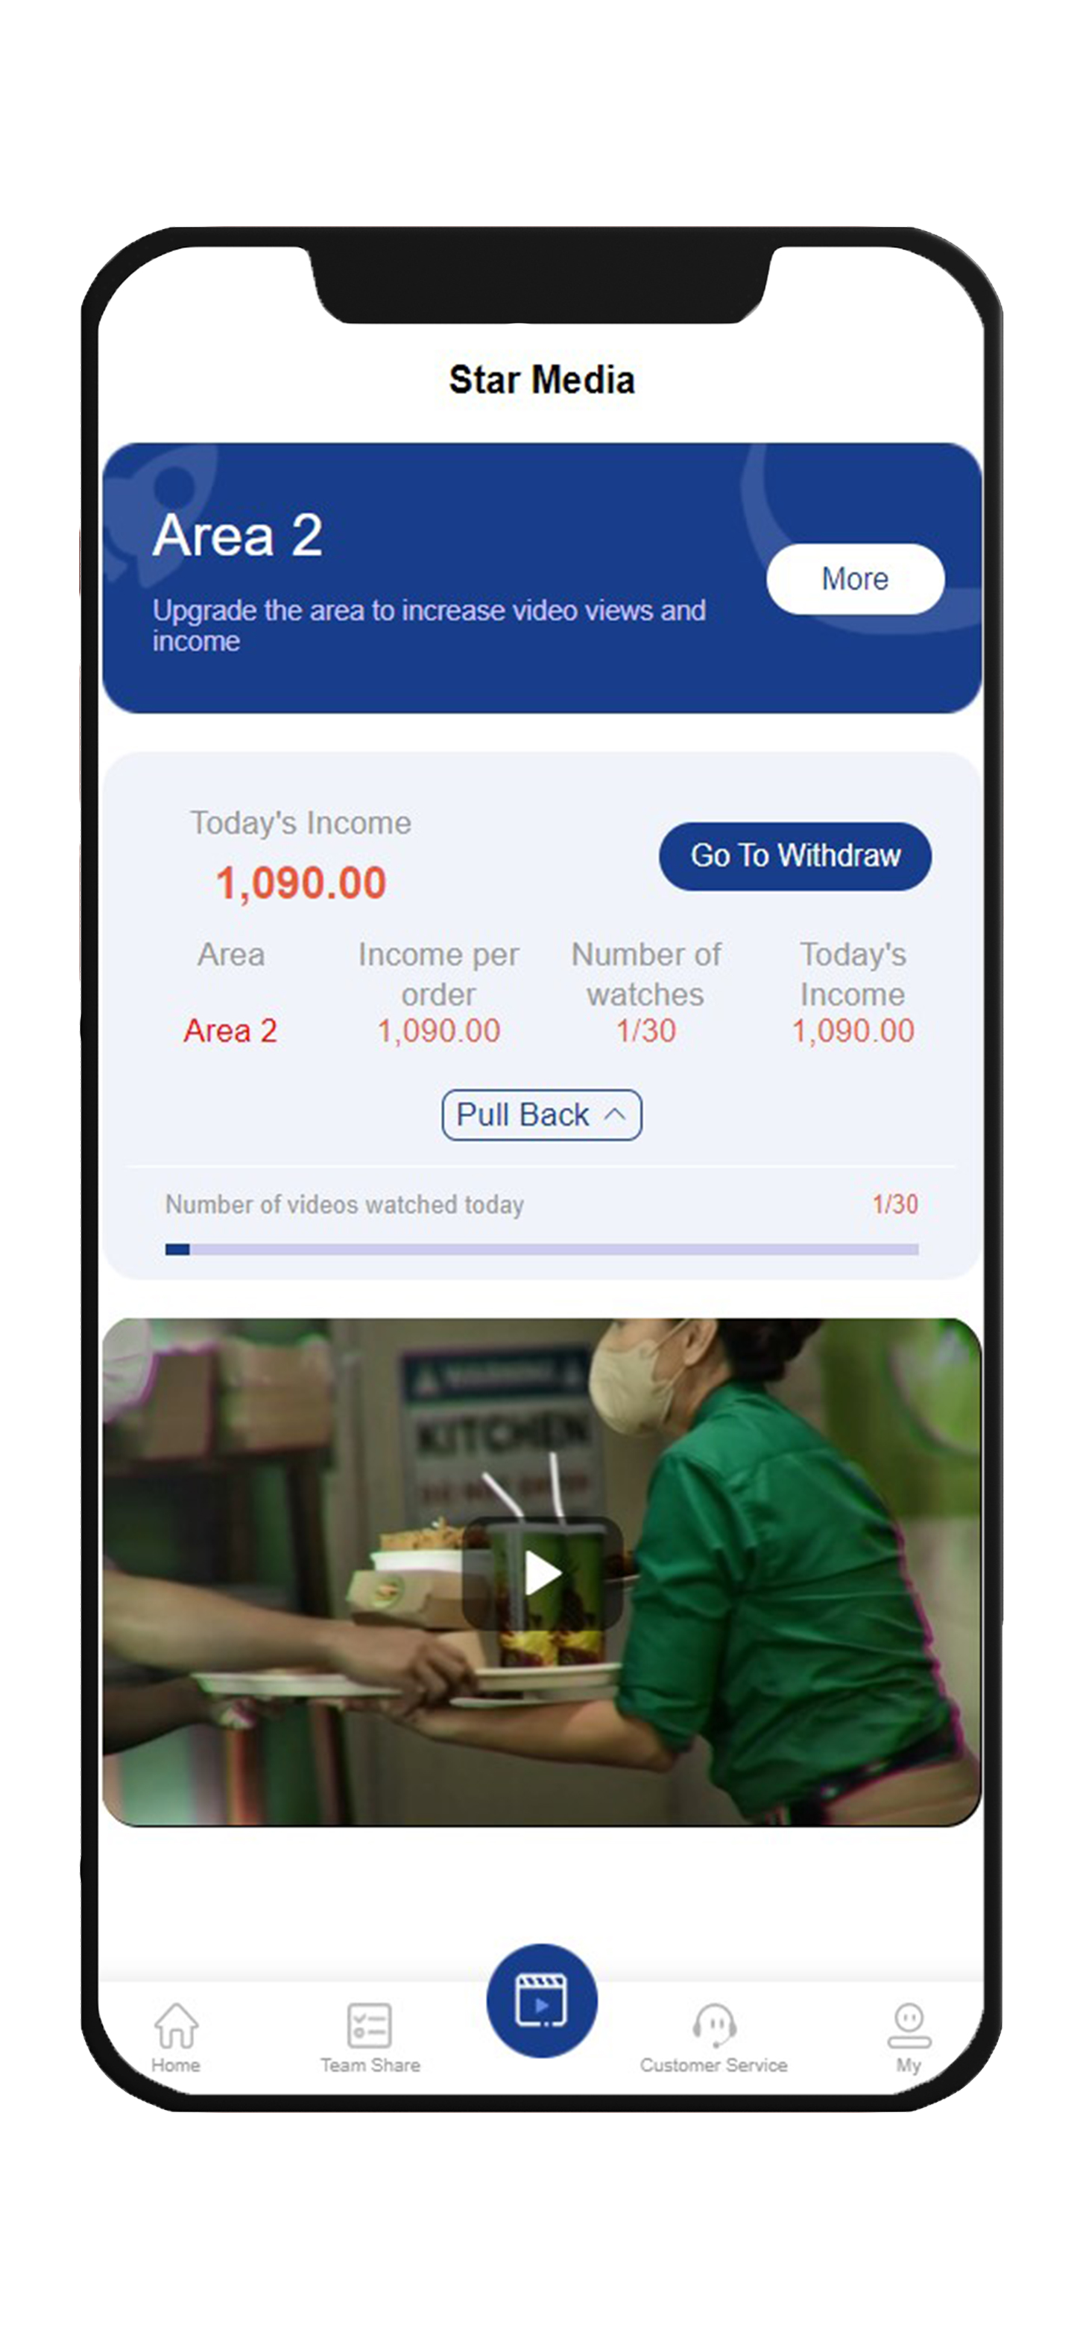 Star Media
Area 2
Upgrade the area to increase video views and
income
More
Today's Income
1,090.00
Go To Withdraw
Area
Income per
order
Number of
watches
Today's
Income
Area 2
1,090.00
1/30
1,090.00
Pull Back
Number of videos watched today
1/30
WARNING
KITCHEN
Home
Team Share
Customer Service
My